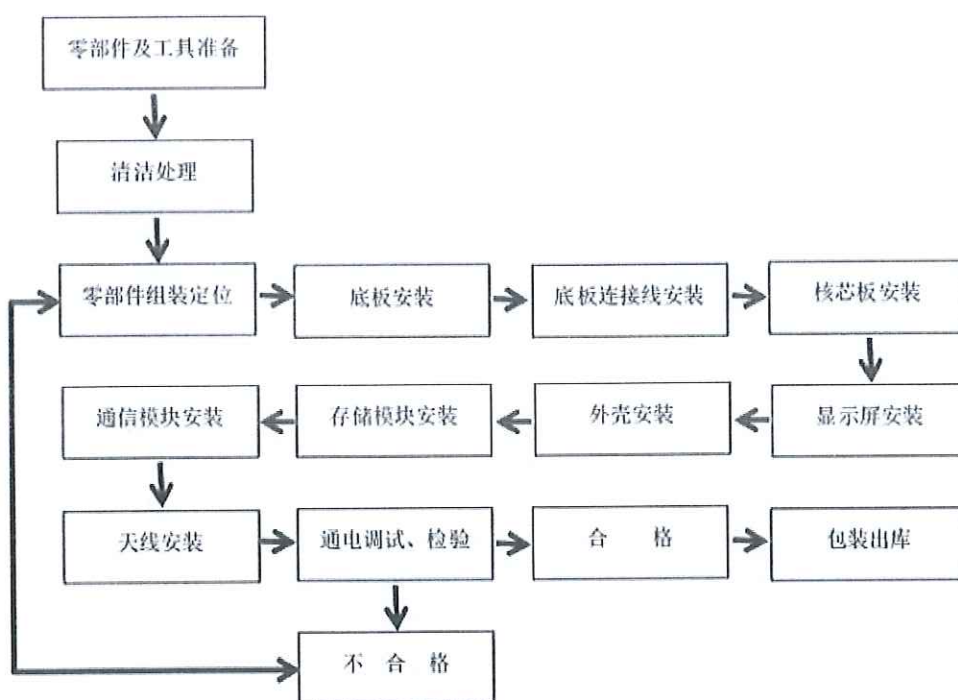 零部件及工具准备
清洁处理
零部件组装定位
底板安装
底板连接线安装
核芯板安装
显示屏安装
外壳安装
存储模块安装
通信模块安装
天线安装
通电调试、检验
合 格
包装出库
不 合 格